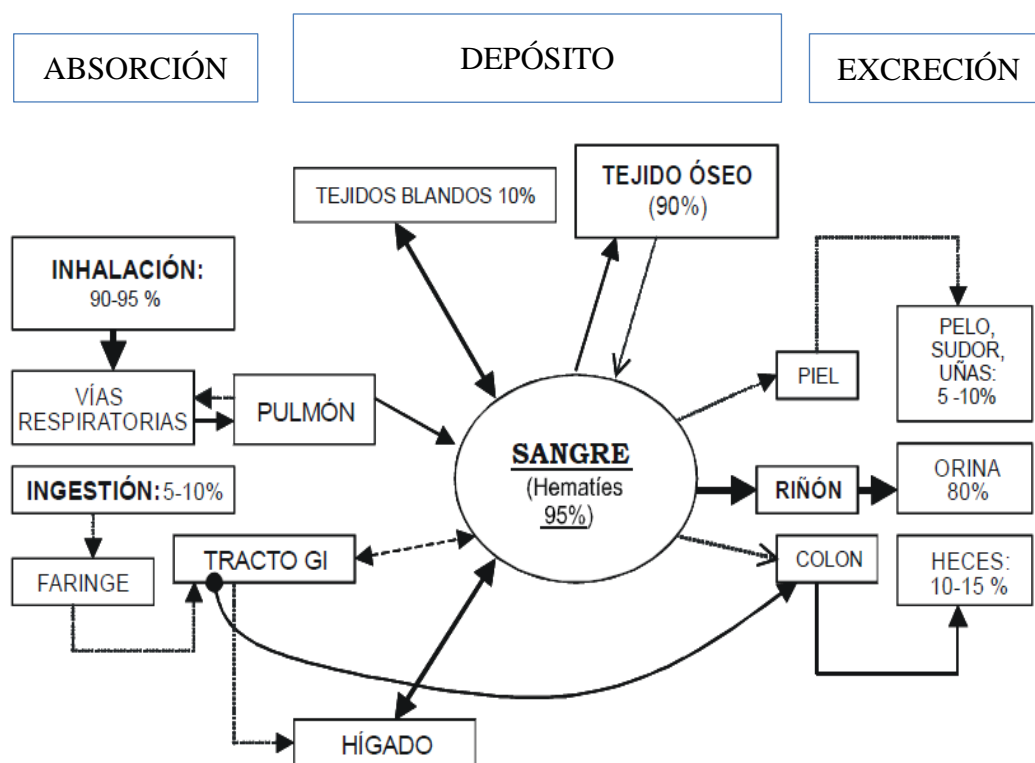 ABSORCIÓN
DEPÓSITO
EXCRECIÓN
TEJIDOS BLANDOS 10%
TEJIDO ÓSEO
(90%)
INHALACIÓN:
90-95 %
VÍAS
RESPIRATORIAS
PULMÓN
INGESTIÓN: 5-10%
FARINGE
TRACTO GI
HÍGADO
SANGRE
(Hematíes
95%)
PIEL
PELO,
SUDOR,
UÑAS:
5 -10%
RIÑÓN
ORINA
80%
COLON
HECES:
10-15 %